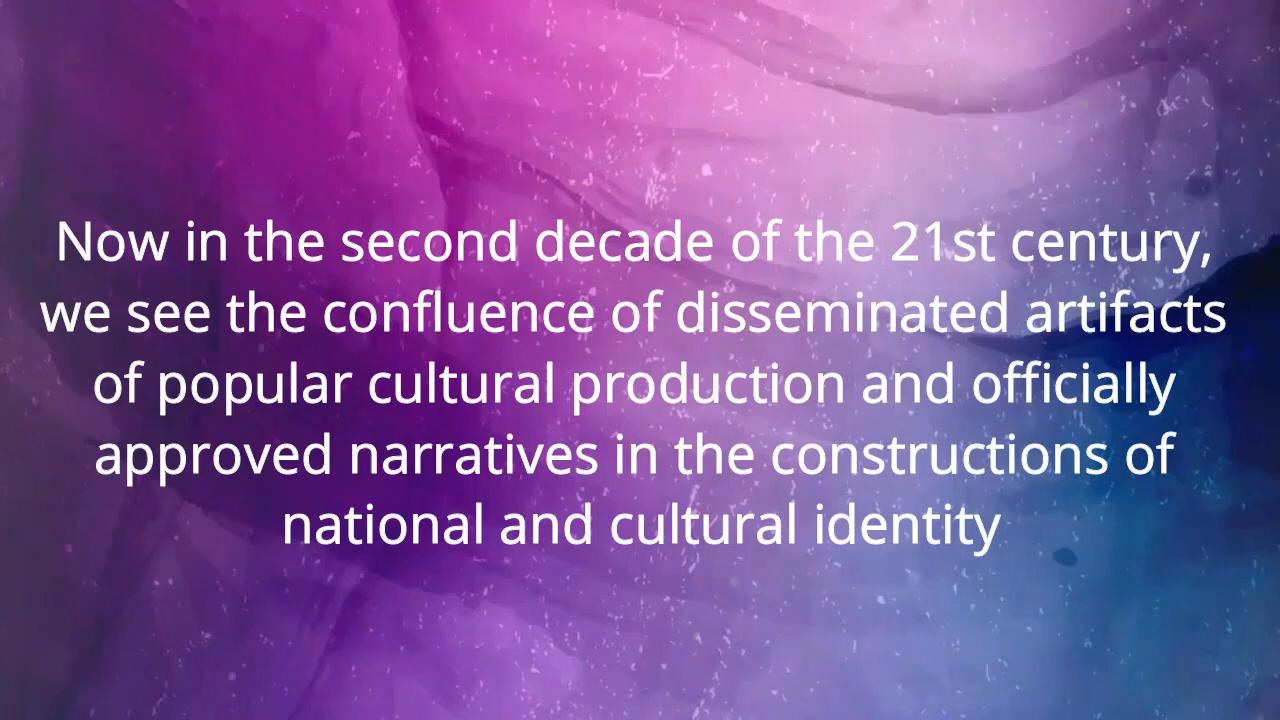 Now in the second decade of the 21st century,
we see the confluence of disseminated artifacts
of popular cultural production and officially
approved narratives in the constructions of
national and cultural identity